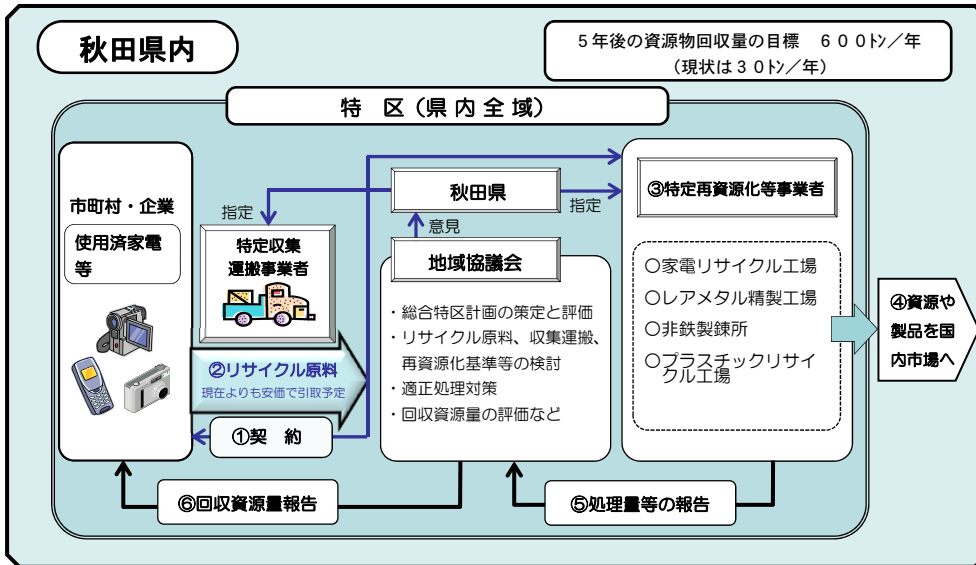 秋田県内
5年後の資源物回収量の目標　600㌧／年
（現状は30㌧／年）
特　区（県内全域）
市町村・企業
使用済家電
等
指定
特定収集
運搬事業者
②リサイクル原料
現在よりも安価で引取予定
①契　約
秋田県
意見
指定
地域協議会
・総合特区計画の策定と評価
・リサイクル原料、収集運搬、
再資源化基準等の検討
・適正処理対策
・回収資源量の評価など
③特定再資源化等事業者
○家電リサイクル工場
○レアメタル精製工場
○非鉄製錬所
○プラスチックリサイ
クル工場
④資源や
製品を国
内市場へ
⑥回収資源量報告
⑤処理量等の報告